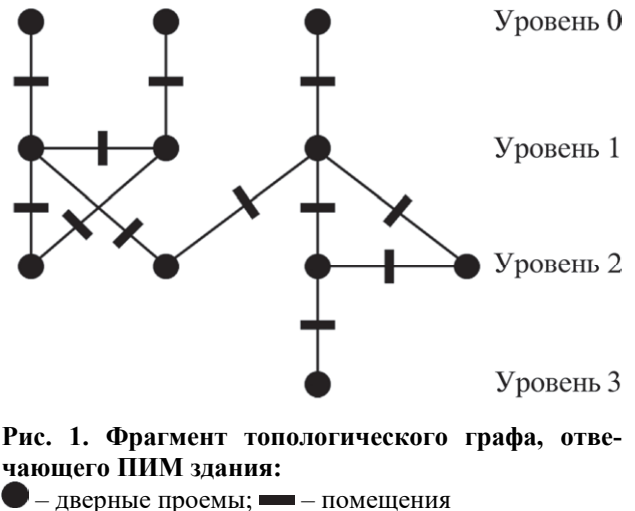 Уровень 0
Уровень 1
Уровень 2
Уровень 3
Рис. 1. Фрагмент топологического графа, отве-
чающего ПИМ здания:
– дверные проемы; – помещения